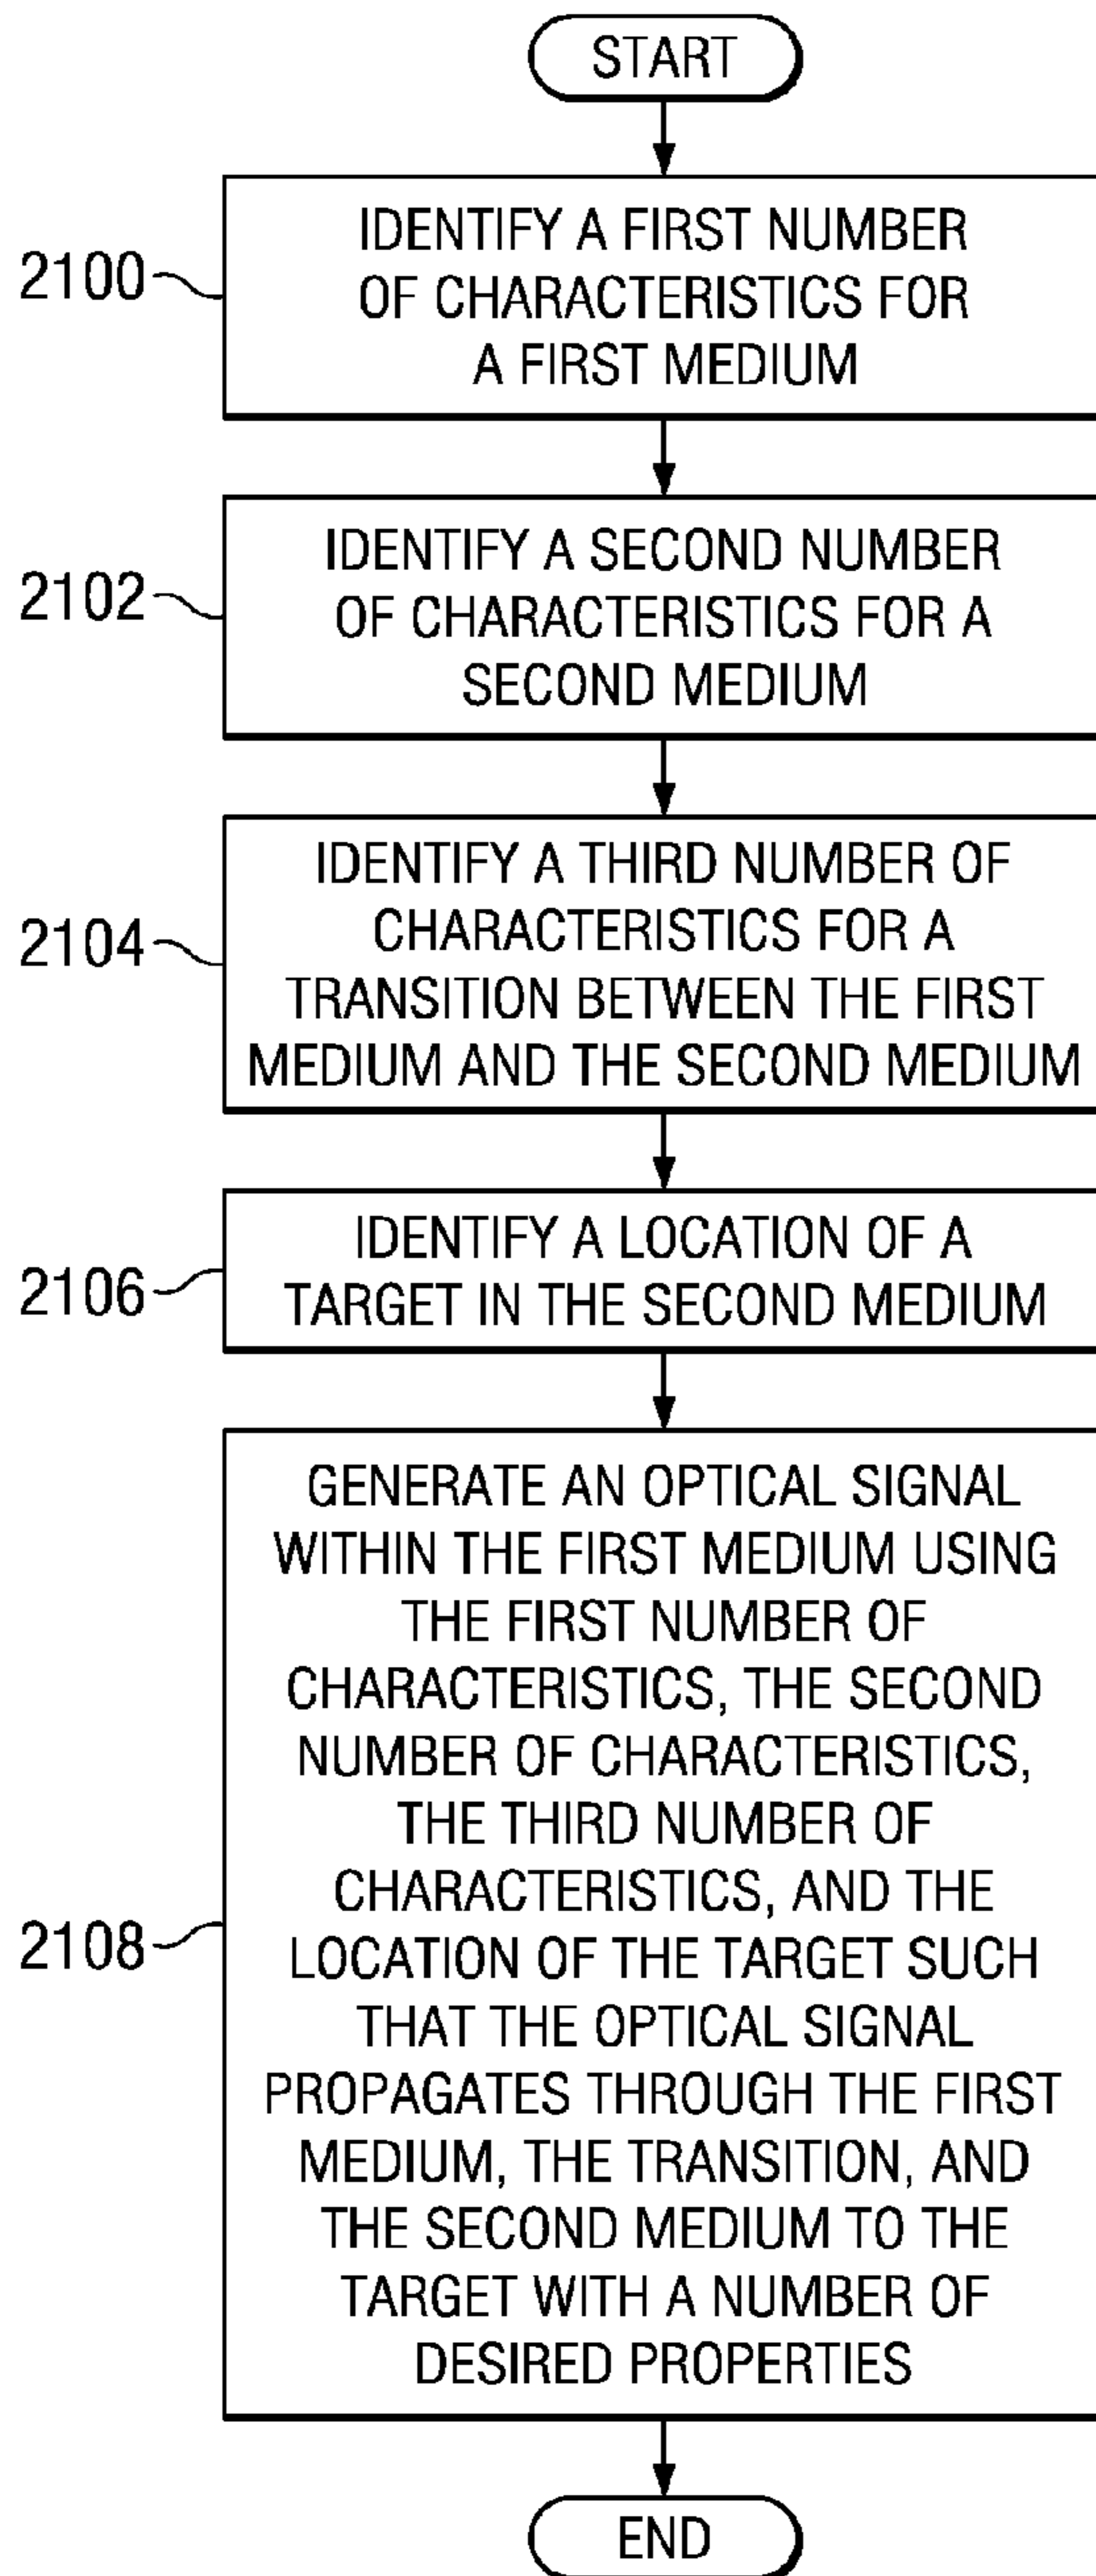 START
2100
IDENTIFY A FIRST NUMBER
OF CHARACTERISTICS FOR
A FIRST MEDIUM
2102
IDENTIFY A SECOND NUMBER
OF CHARACTERISTICS FOR A
SECOND MEDIUM
2104
IDENTIFY A THIRD NUMBER OF
CHARACTERISTICS FOR A
TRANSITION BETWEEN THE FIRST
MEDIUM AND THE SECOND MEDIUM
2106
IDENTIFY A LOCATION OF A
TARGET IN THE SECOND MEDIUM
2108
GENERATE AN OPTICAL SIGNAL
WITHIN THE FIRST MEDIUM USING
THE FIRST NUMBER OF
CHARACTERISTICS, THE SECOND
NUMBER OF CHARACTERISTICS,
THE THIRD NUMBER OF
CHARACTERISTICS, AND THE
LOCATION OF THE TARGET SUCH
THAT THE OPTICAL SIGNAL
PROPAGATES THROUGH THE FIRST
MEDIUM, THE TRANSITION, AND
THE SECOND MEDIUM TO THE
TARGET WITH A NUMBER OF
DESIRED PROPERTIES
END